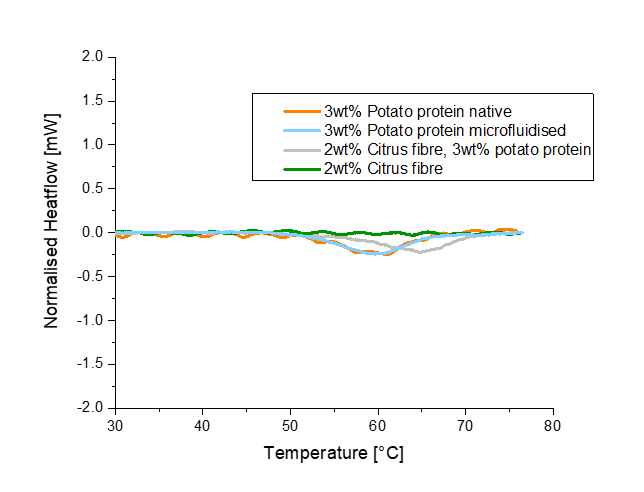 2.0
1.5
1.0
0.5
0.0
-0.5
-1.0
-1.5
-2.0
Normalised Heatflow [mW]
3wt% Potato protein native
3wt% Potato protein microfluidised
2wt% Citrus fibre, 3wt% potato protein
2wt% Citrus fibre
30 40 50 60 70 80
Temperature [°C]